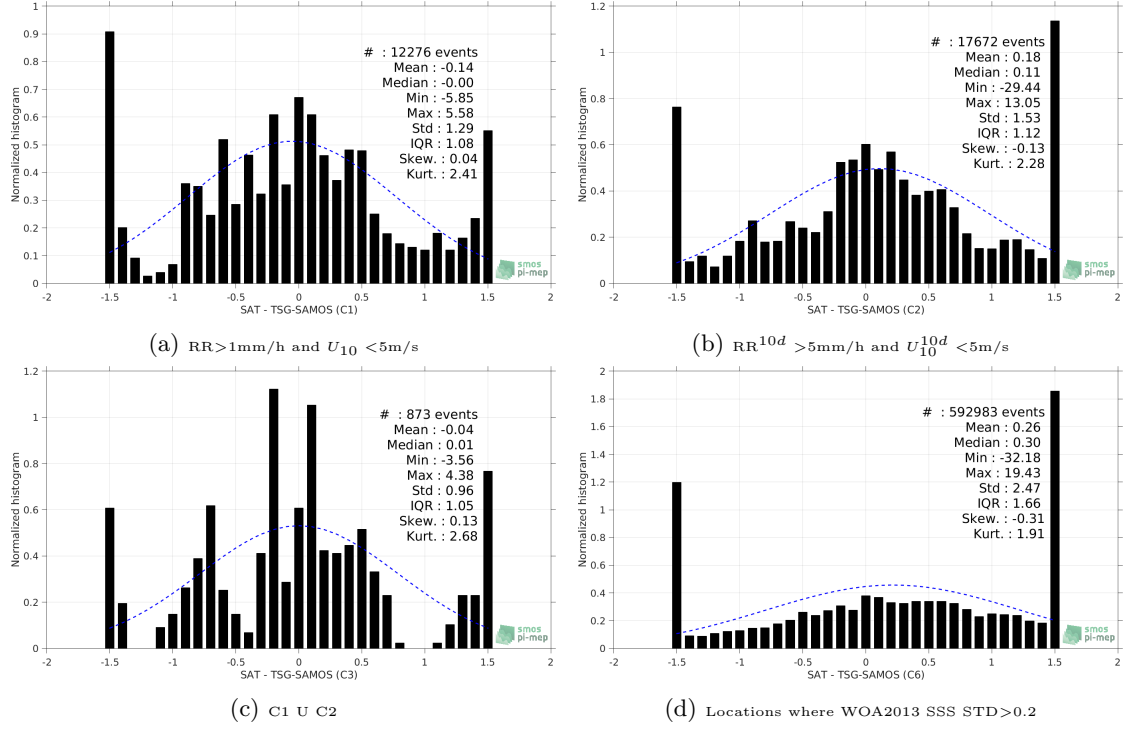 1
0.9
0.8
0.7
0.6
0.5
0.4
0.3
0.2
0.1
0
Normalized histogram
# : 12276 events
Mean : -0.14
Median : -0.00
Min : -5.85
Max : 5.58
Std : 1.29
IQR : 1.08
Skew. : 0.04
Kurt. : 2.41
smos
pi-mep
-2 -1.5 -1 -0.5 0 0.5 1 1.5 2
SAT - TSG-SAMOS (C1)
(a) RR>1mm/h and U10 <5m/s
1.2
1
0.8
0.6
0.4
0.2
0
Normalized histogram
# : 17672 events
Mean : 0.18
Median : 0.11
Min : -29.44
Max : 13.05
Std : 1.53
IQR : 1.12
Skew. : -0.13
Kurt. : 2.28
smos
pi-mep
-2 -1.5 -1 -0.5 0 0.5 1 1.5 2
SAT - TSG-SAMOS (C2)
(b) RR10d >5mm/h and U10d10 <5m/s
1.2
1
0.8
0.6
0.4
0.2
0
Normalized histogram
# : 873 events
Mean : -0.04
Median : 0.01
Min : -3.56
Max : 4.38
Std : 0.96
IQR : 1.05
Skew. : 0.13
Kurt. : 2.68
smos
pi-mep
-2 -1.5 -1 -0.5 0 0.5 1 1.5 2
SAT - TSG-SAMOS (C3)
(c) C1 U C2
2
1.8
1.6
1.4
1.2
1
0.8
0.6
0.4
0.2
0
Normalized histogram
# : 592983 events
Mean : 0.26
Median : 0.30
Min : -32.18
Max : 19.43
Std : 2.47
IQR : 1.66
Skew. : -0.31
Kurt. : 1.91
smos
pi-mep
-2 -1.5 -1 -0.5 0 0.5 1 1.5 2
SAT - TSG-SAMOS (C6)
(d) Locations where WOA2013 SSS STD>0.2